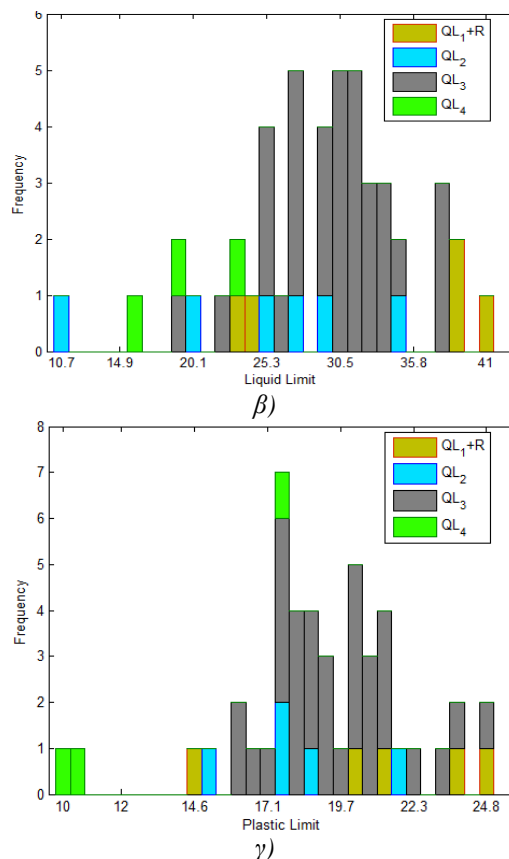 6
5
4
3
2
1
0
Frequency
QL1+R
QL2
QL3
QL4
10.7 14.9 20.1 25.3 30.5 35.8 41
Liquid Limit
β)
8
7
6
5
4
3
2
1
0
Frequency
QL1+R
QL2
QL3
QL4
10 12 14.6 17.1 19.7 22.3 24.8
Plastic Limit
γ)